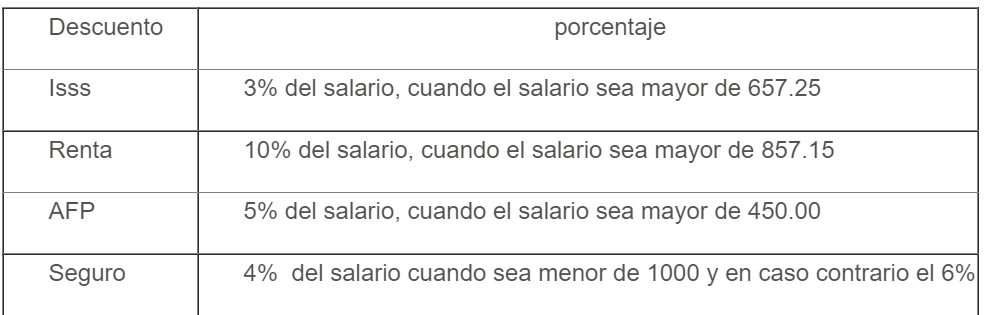 Descuento porcentaje
Isss 3% del salario, cuando el salario sea mayor de 657.25
Renta 10% del salario, cuando el salario sea mayor de 857.15
AFP 5% del salario, cuando el salario sea mayor de 450.00
Seguro 4% del salario cuando sea menor de 1000 y en caso contrario el 6%